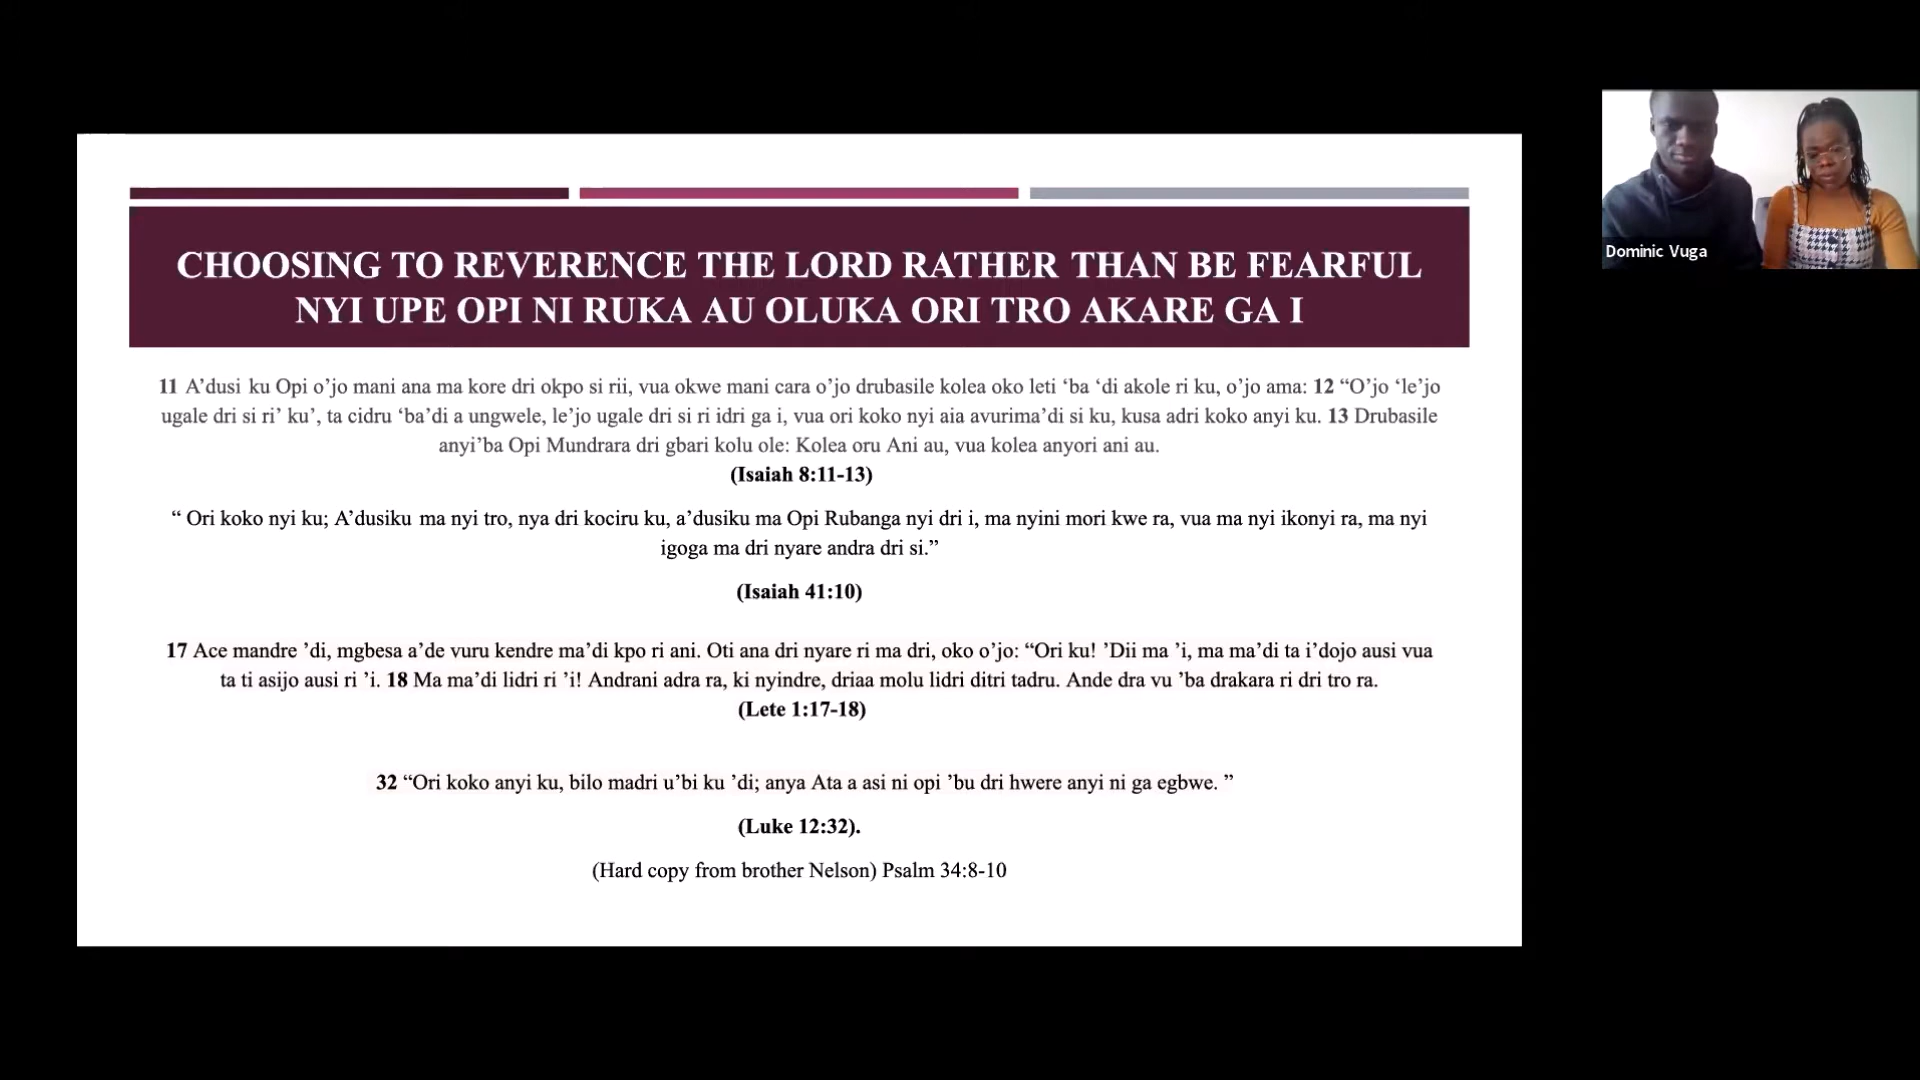 CHOOSING TO REVERENCE THE LORD RATHER THAN BE FEARFUL
NYI UPE OPI NI RUKA AU OLUKA ORI TRO AKARE GA I
11 A’dusi ku Opi o’jo mani ana ma kore dri okpo si rii, vua okwe mani cara o’jo drubasile kolea oko leti ‘ba ‘di akole ri ku, o’jo ama: 12 “O’jo ‘le’jo
ugale dri si ri’ ku’, ta cidru ‘ba’di a ungwele, le’jo ugale dri si ri idri ga i, vua ori koko nyi aia avurima’di si ku, kusa adri koko anyi ku. 13 Drubasile
anyi’ba Opi Mundrara dri gbari kolu ole: Kolea oru Ani au, vua kolea anyori ani au.
(Isaiah 8:11-13)
“ Ori koko nyi ku; A’dusiku ma nyi tro, nya dri kociru ku, a’dusiku ma Opi Rubanga nyi dri i, ma nyini mori kwe ra, vua ma nyi ikonyi ra, ma nyi
igoga ma dri nyare andra dri si.”
(Isaiah 41:10)
17 Ace mandre ’di, mgbesa a’de vuru kendre ma’di kpo ri ani. Oti ana dri nyare ri ma dri, oko o’jo: “Ori ku! ’Dii ma ’i, ma ma’di ta i’dojo ausi vua
ta ti asijo ausi ri ’i. 18 Ma ma’di lidri ri ’i! Andrani adra ra, ki nyindre, driaa molu lidri ditri tadru. Ande dra vu ’ba drakara ri dri tro ra.
(Lete 1:17-18)
32 “Ori koko anyi ku, bilo madri u’bi ku ’di; anya Ata a asi ni opi ’bu dri hwere anyi ni ga egbwe. ”
(Luke 12:32).
(Hard copy from brother Nelson) Psalm 34:8-10
Dominic Vuga